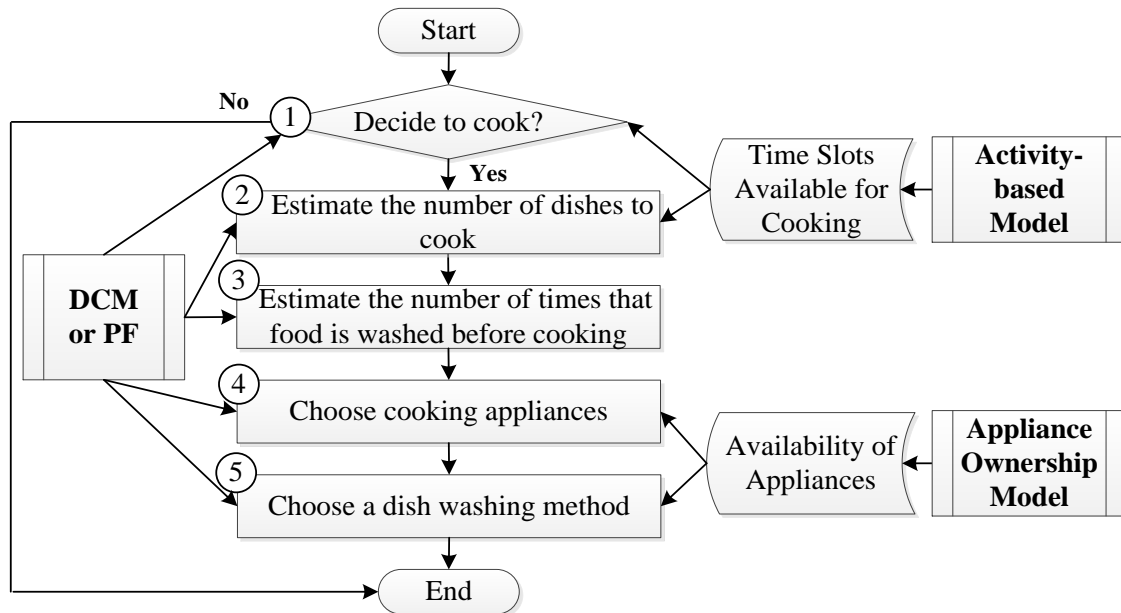 Start
No
1
Decide to cook?
Yes
Time Slots
Available for
Cooking
Activity-
based
Model
2
Estimate the number of dishes to
cook
DCM
or PF
3
Estimate the number of times that
food is washed before cooking
4
Choose cooking appliances
Availability of
Appliances
Appliance
Ownership
Model
5
Choose a dish washing method
End